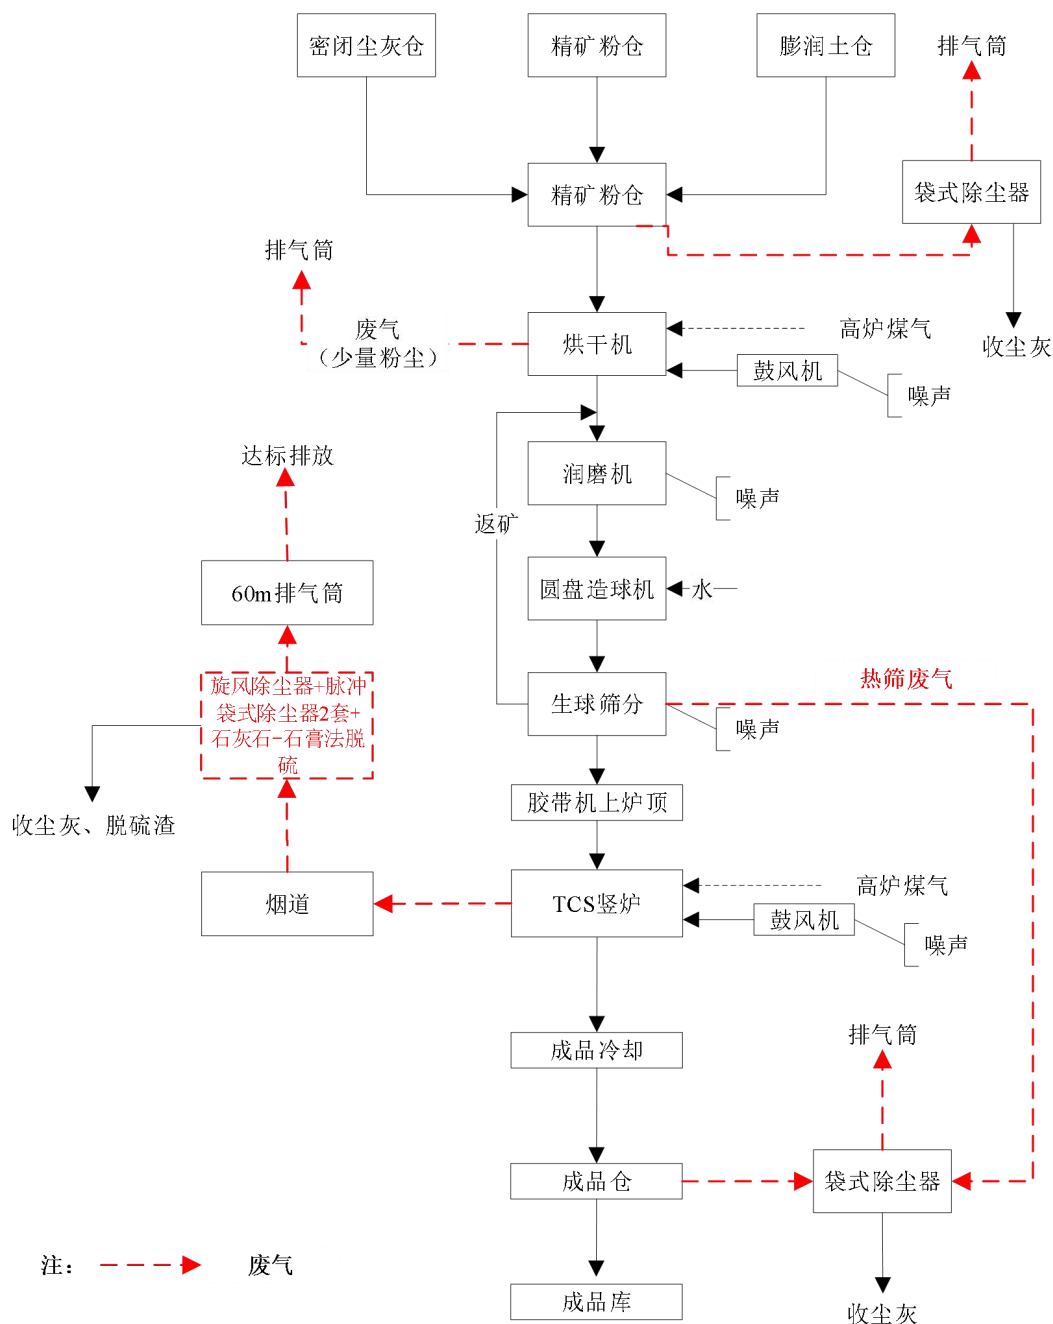 密闭尘灰仓
精矿粉仓
膨润土仓
排气筒
精矿粉仓
袋式除尘器
排气筒
废气
（少量粉尘）
烘干机
高炉煤气
收尘灰
鼓风机
噪声
达标排放
润磨机
噪声
返矿
60m排气筒
圆盘造球机
水
旋风除尘器+脉冲
袋式除尘器2套+
石灰石-石膏法脱
硫
生球筛分
热筛废气
噪声
胶带机上炉顶
收尘灰、脱硫渣
烟道
TCS竖炉
高炉煤气
鼓风机
噪声
成品冷却
排气筒
成品仓
袋式除尘器
注：
废气
成品库
收尘灰